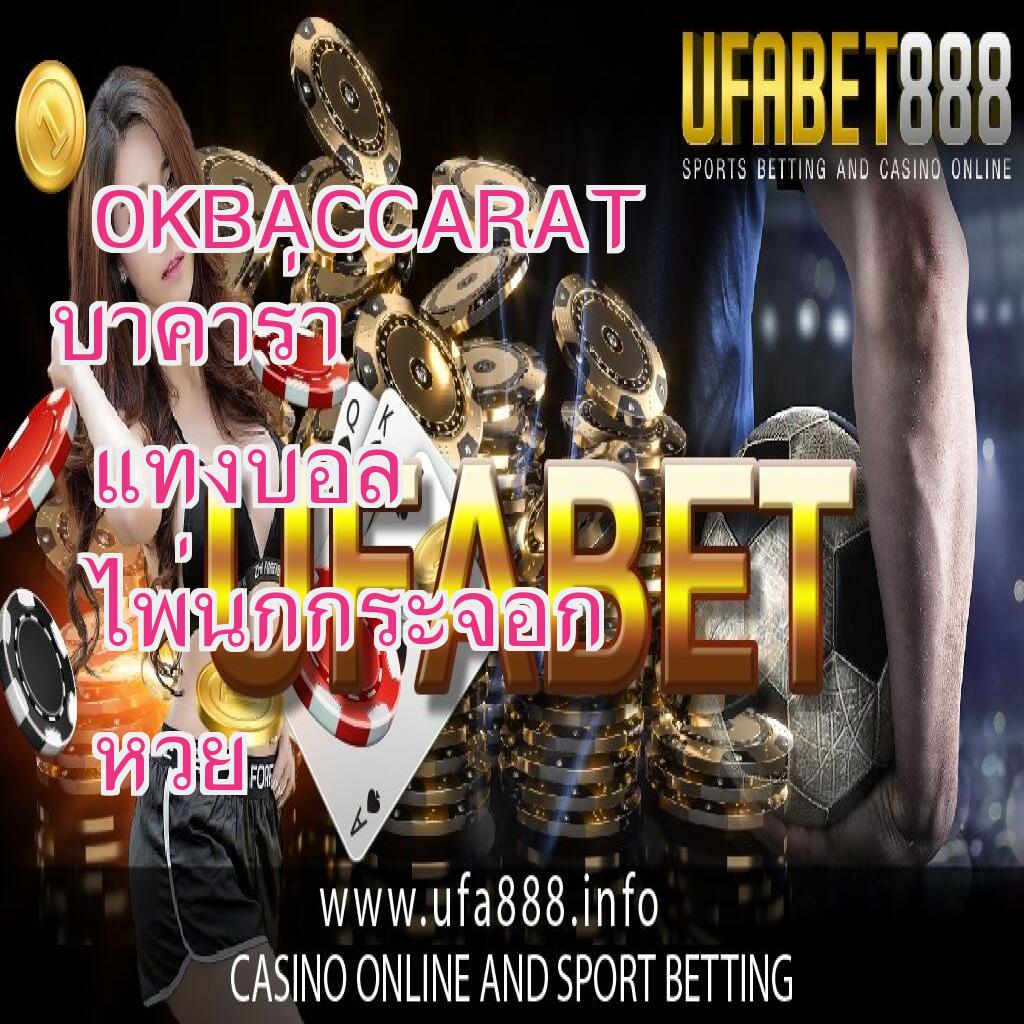 UFABET888
SPORTS BETTING AND CASINO ONLINE
OKBACCARAT
บาคาร่า
แทงบอล
UFABET
ไพ่นกกระจอก
หวย
Q
K
A
FOR
www.ufa888.info
CASINO ONLINE AND SPORT BETTING